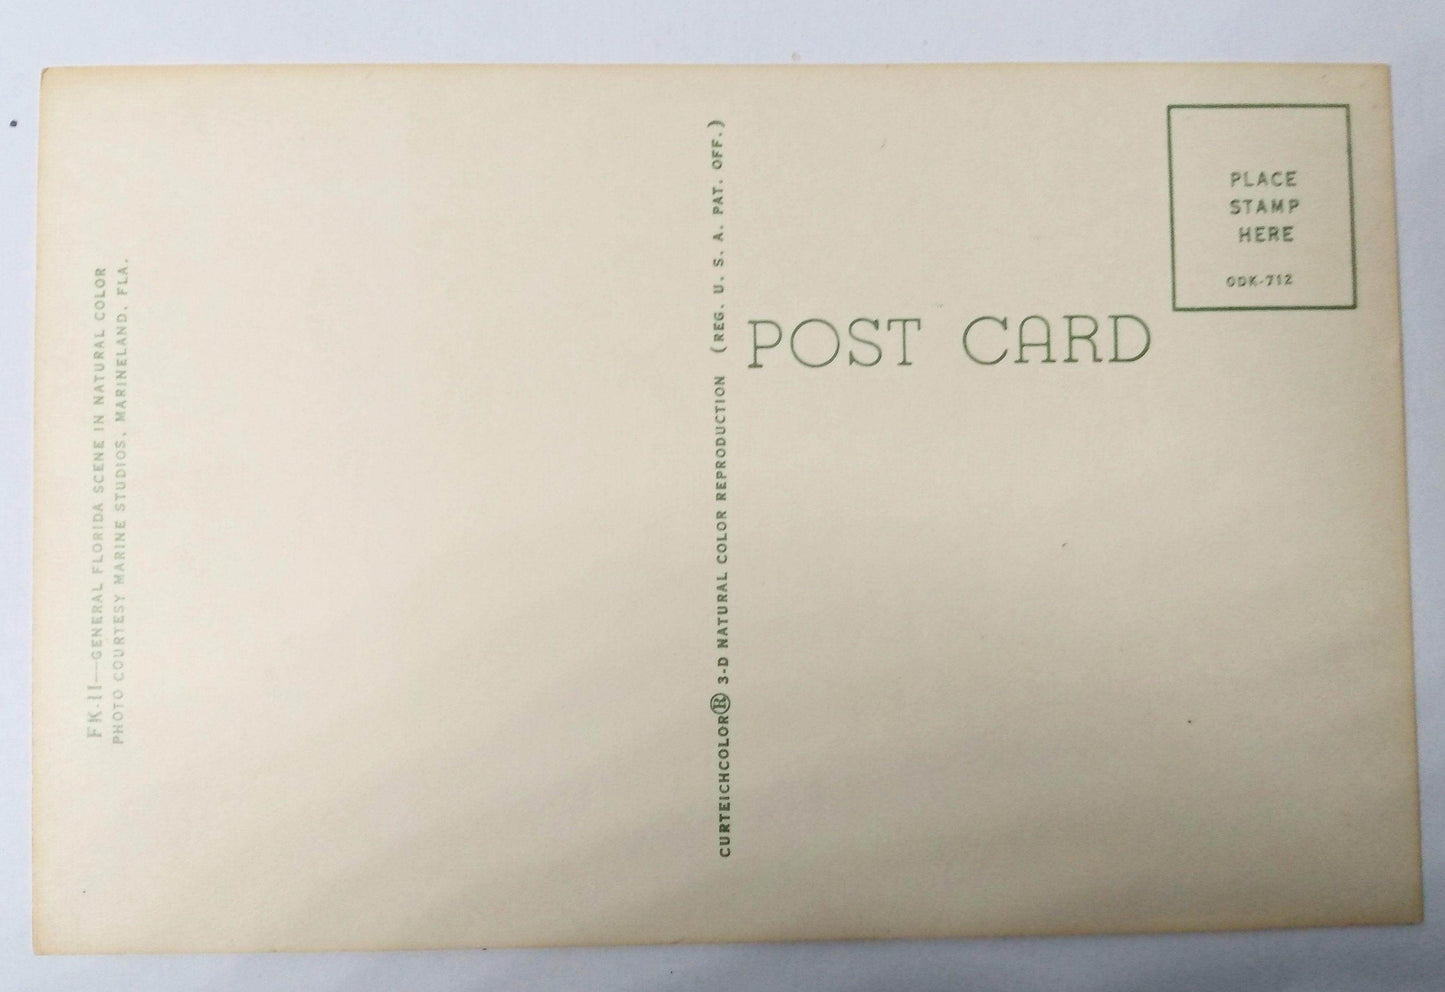 FK-11—GENERAL FLORIDA SCENE IN NATURAL COLOR
PHOTO COURTESY MARINE STUDIOS, MARINELAND, FLA.
CURTEICHCOLOR® 3-D NATURAL COLOR REPRODUCTION (REG. U. S. A. PAT. OFF.)
POST CARD
PLACE
STAMP
HERE
ODK-712